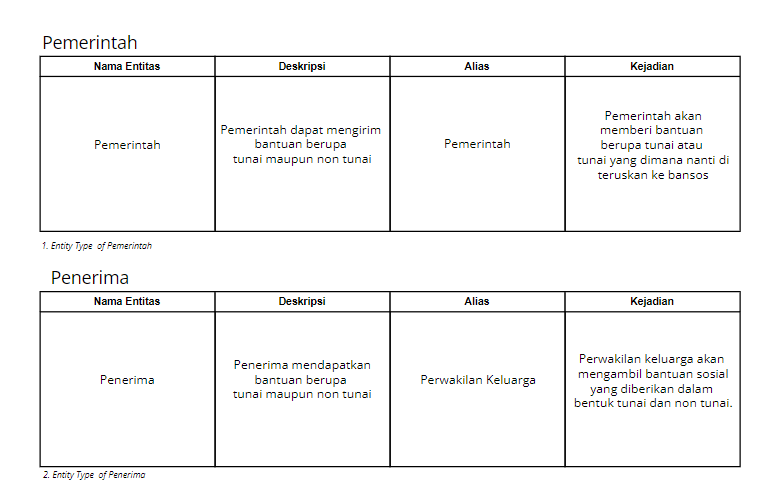 Pemerintah
Nama Entitas Deskripsi Alias Kejadian
Pemerintah
Pemerintah dapat mengirim
bantuan berupa
tunai maupun non tunai
Pemerintah
Pemerintah akan
memberi bantuan
berupa tunai atau
tunai yang dimana nanti di
teruskan ke bansos
1. Entity Type of Pemerintah
Penerima
Nama Entitas Deskripsi Alias Kejadian
Penerima
Penerima mendapatkan
bantuan berupa
tunai maupun non tunai
Perwakilan Keluarga
Perwakilan keluarga akan
mengambil bantuan sosial
yang diberikan dalam
bentuk tunai dan non tunai.
2. Entity Type of Penerima